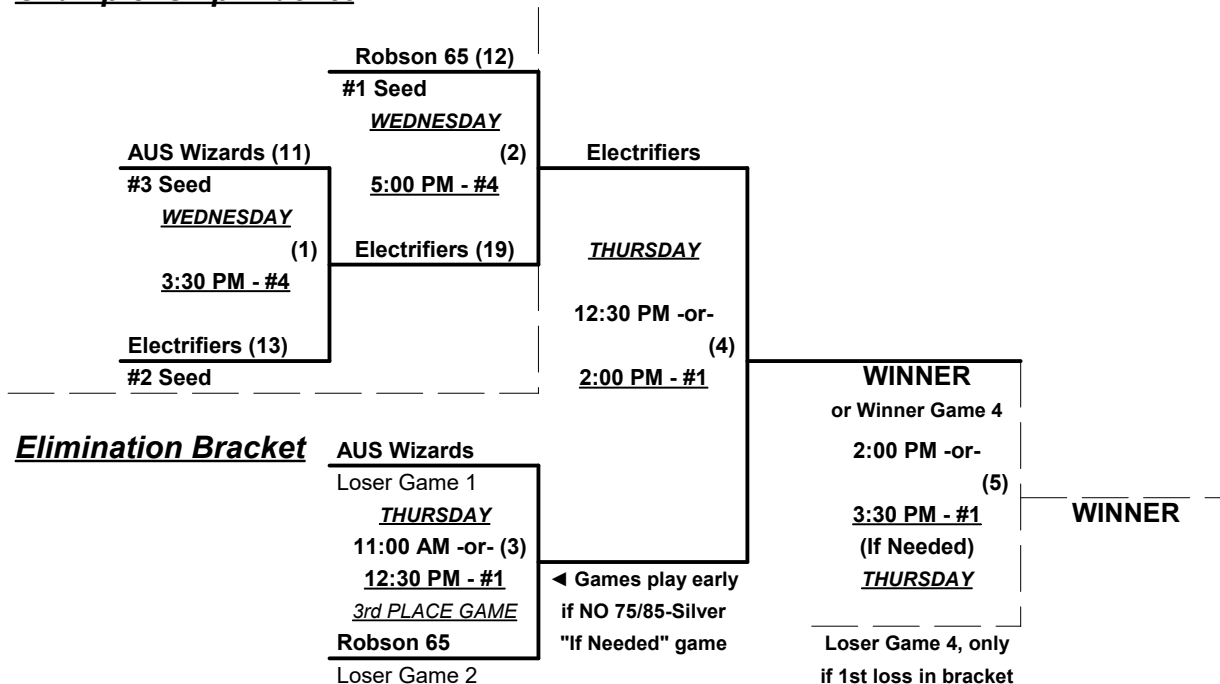 Robson 65 (12)
#1 Seed
WEDNESDAY
(2)
5:00 PM - #4
AUS Wizards (11)
#3 Seed
WEDNESDAY
(1)
3:30 PM - #4
Electrifiers (19)
Electrifiers (13)
#2 Seed
Electrifiers
THURSDAY
12:30 PM -or-
(4)
2:00 PM - #1
WINNER
or Winner Game 4
2:00 PM -or-
(5)
3:30 PM - #1
(If Needed)
THURSDAY
Loser Game 4, only
if 1st loss in bracket
WINNER
Elimination Bracket
AUS Wizards
Loser Game 1
THURSDAY
11:00 AM -or- (3)
12:30 PM - #1
3rd PLACE GAME
Robson 65
Loser Game 2
◄ Games play early
if NO 75/85-Silver
"If Needed" game